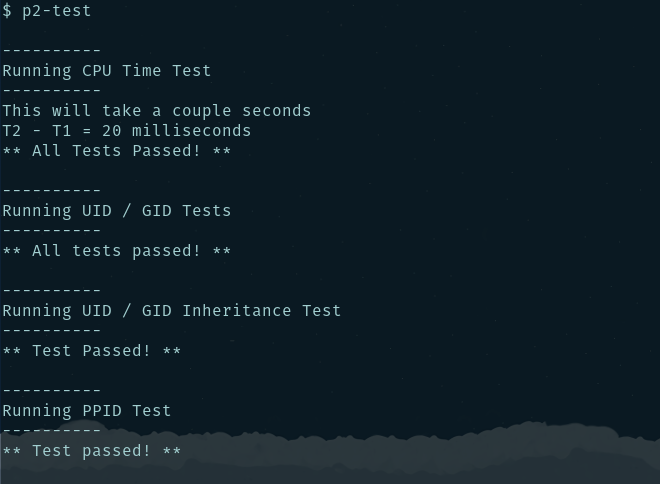 $ p2-test
----------
Running CPU Time Test
----------
This will take a couple seconds
T2 - T1 = 20 milliseconds
** All Tests Passed! **
----------
Running UID / GID Tests
----------
** All tests passed! **
----------
Running UID / GID Inheritance Test
----------
** Test Passed! **
----------
Running PPID Test
----------
** Test passed! **